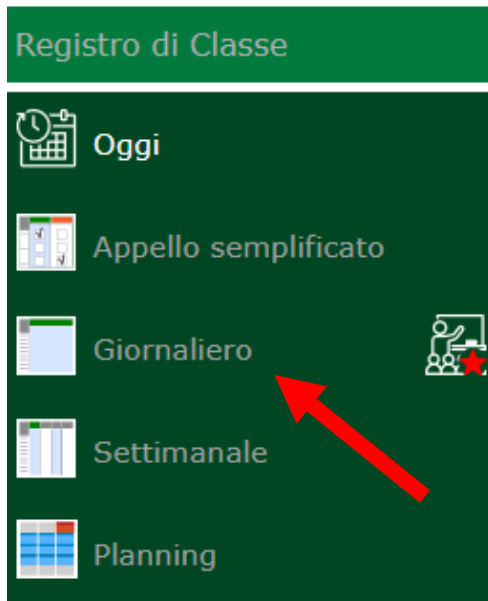 Registro di Classe
Oggi
Appello semplificato
Giornaliero
Settimanale
Planning